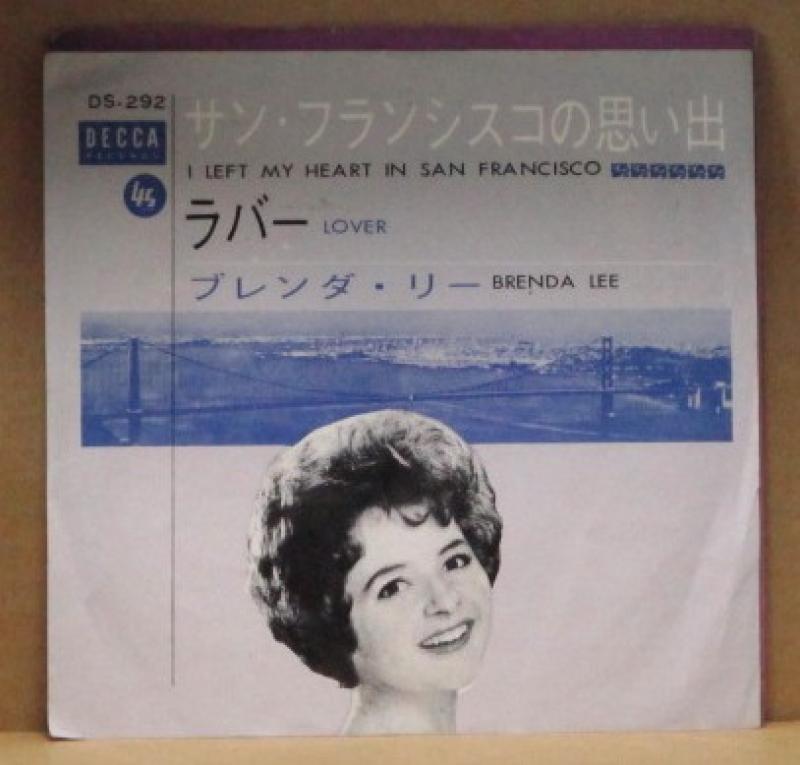 DS-292
DECCA
RECORDS
45
サン・フランシスコの思い出
I LEFT MY HEART IN SAN FRANCISCO
ラバー LOVER
ブレンダ・リー BRENDA LEE